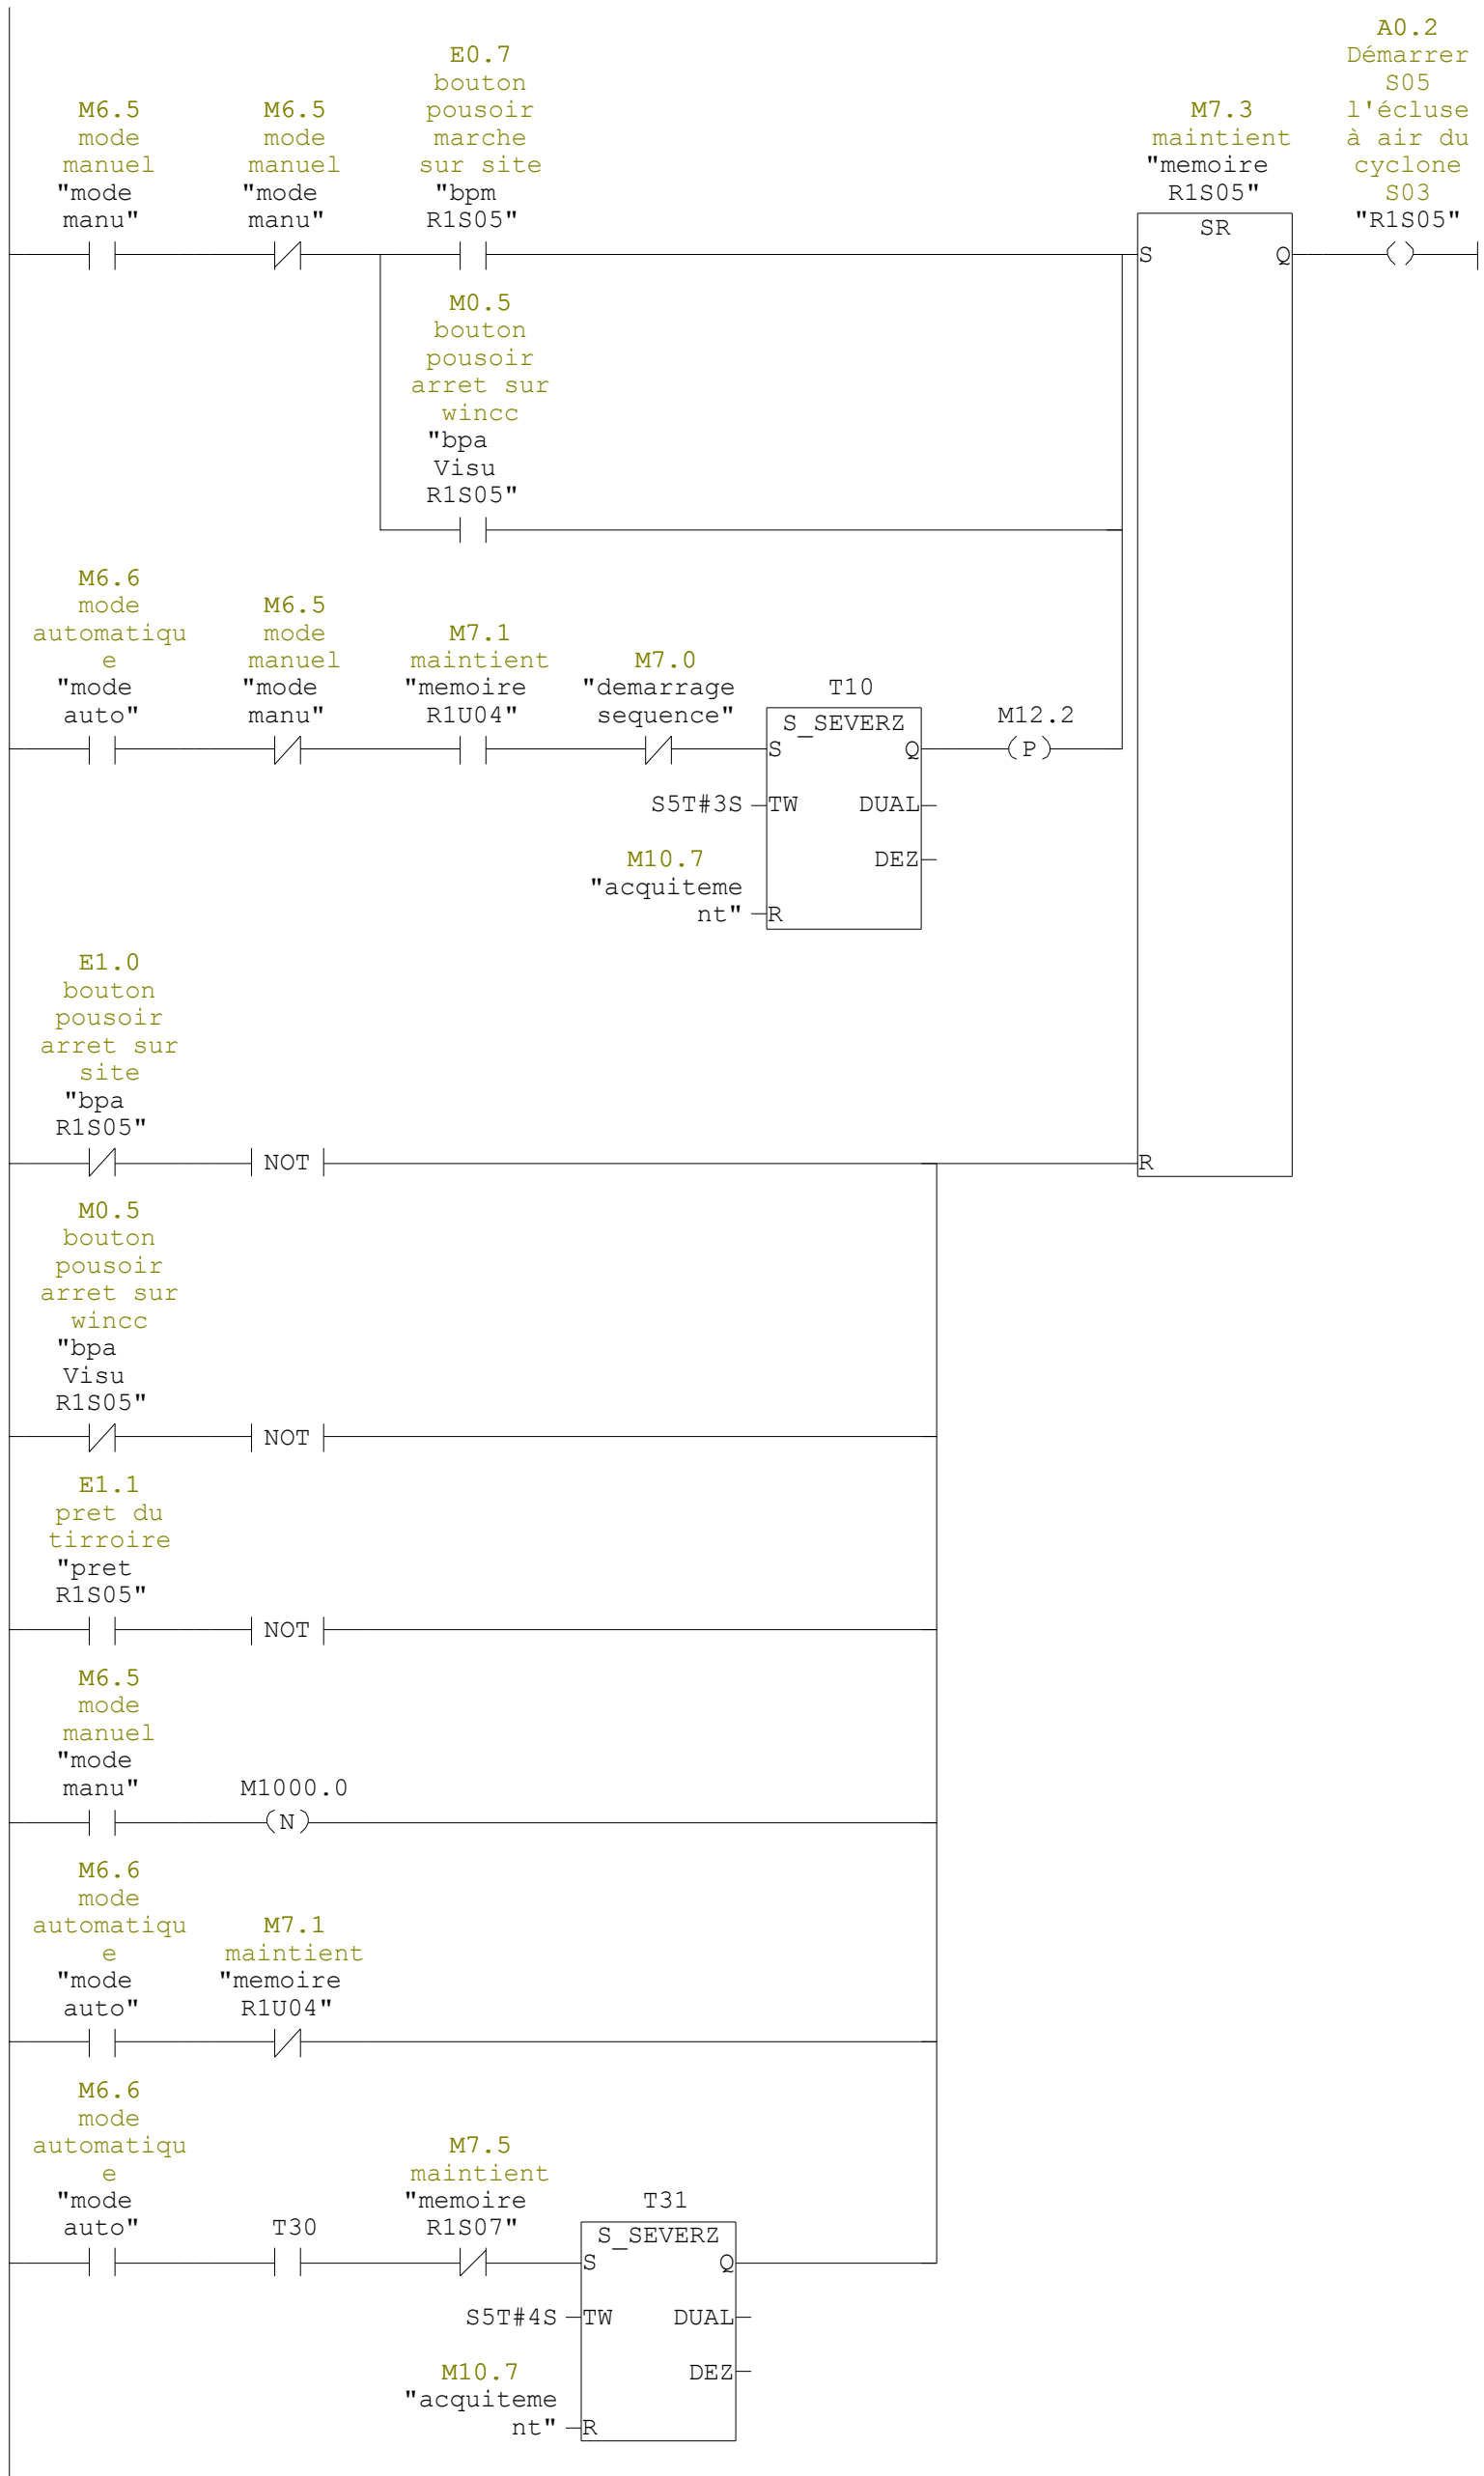 A0.2
Démarrer
S05
l'écluse
à air du
cyclone
S03
"R1S05"
E0.7
bouton
pousoir
marche
sur site
"bpm
R1S05"
M6.5
mode
manuel
"mode
manu"
M6.5
mode
manuel
"mode
manu"
M7.3
maintient
"memoire
R1S05"
SR
S
Q
( )
M0.5
bouton
pousoir
arret sur
wincc
"bpa
Visu
R1S05"
M6.6
mode
automatiqu
e
"mode
auto"
M6.5
mode
manuel
"mode
manu"
M7.1
maintient
"memoire
R1U04"
M7.0
"demarrage
sequence"
T10
S_SEVERZ
S
Q
M12.2
(P)
S5T#3S
TW
DUAL
M10.7
"acquiteme
nt"
DEZ
R
E1.0
bouton
pousoir
arret sur
site
"bpa
R1S05"
NOT
R
M0.5
bouton
pousoir
arret sur
wincc
"bpa
Visu
R1S05"
NOT
E1.1
pret du
tirroire
"pret
R1S05"
NOT
M6.5
mode
manuel
"mode
manu"
M1000.0
(N)
M6.6
mode
automatiqu
e
"mode
auto"
M7.1
maintient
"memoire
R1U04"
M6.6
mode
automatiqu
e
"mode
auto"
T30
M7.5
maintient
"memoire
R1S07"
T31
S_SEVERZ
S
Q
S5T#4S
TW
DUAL
M10.7
"acquiteme
nt"
DEZ
R